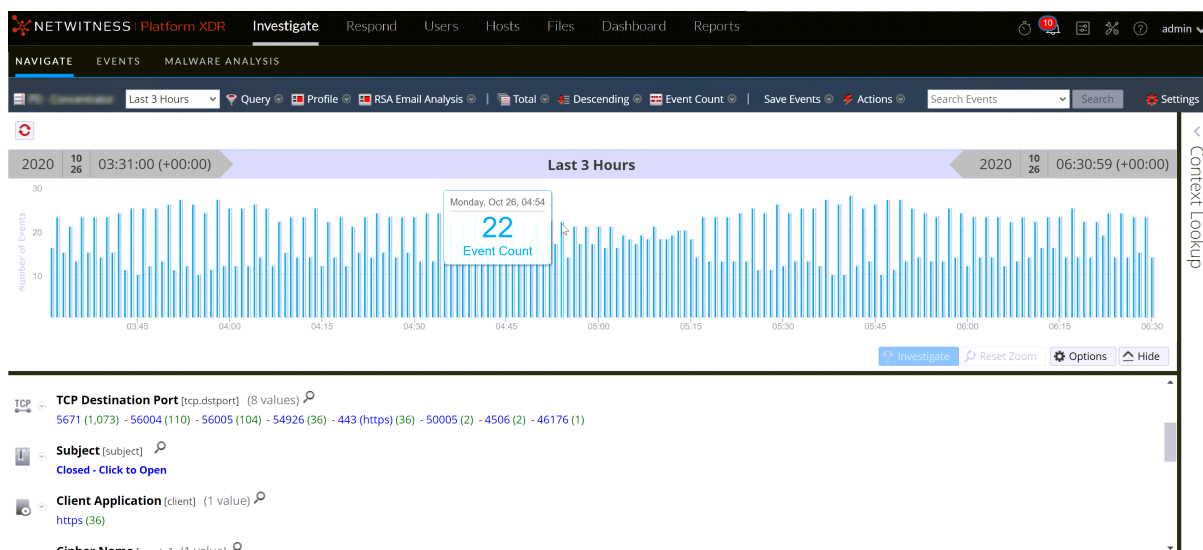 NETWITNESS Platform XDR Investigate Respond Users Hosts Files Dashboard Reports 10 admin
NAVIGATE EVENTS MALWARE ANALYSIS
Last 3 Hours Query Profile RSA Email Analysis | Total Descending Event Count | Save Events Actions Search Events Search Settings
Context Lookup
2020 10 26 03:31:00 (+00:00) Last 3 Hours 2020 10 26 06:30:59 (+00:00)
Number of Events
30
20
10
Monday, Oct 26, 04:54
22
Event Count
03:45 04:00 04:15 04:30 04:45 05:00 05:15 05:30 05:45 06:00 06:15 06:30
Investigate Reset Zoom Options Hide
TCP TCP Destination Port [tcp.dstport] (8 values)
5671 (1,073) - 56004 (110) - 56005 (104) - 54926 (36) - 443 (https) (36) - 50005 (2) - 4506 (2) - 46176 (1)
Subject [subject]
Closed - Click to Open
Client Application [client] (1 value)
https (36)